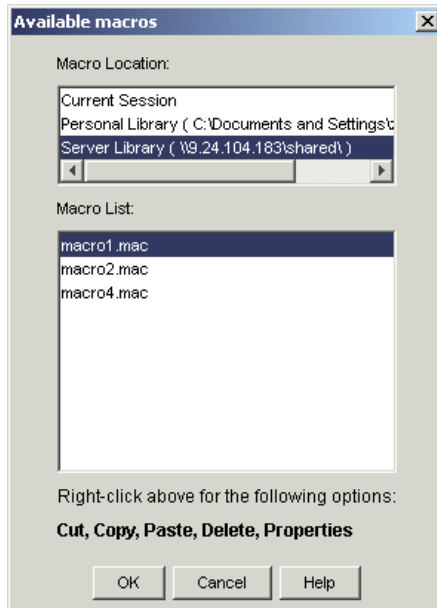 Available macros
Macro Location:
Current Session
Personal Library ( C:\Documents and Settings\
Server Library ( \\9.24.104.183\shared\ )
Macro List:
macro1.mac
macro2.mac
macro4.mac
Right-click above for the following options:
Cut, Copy, Paste, Delete, Properties
OK
Cancel
Help